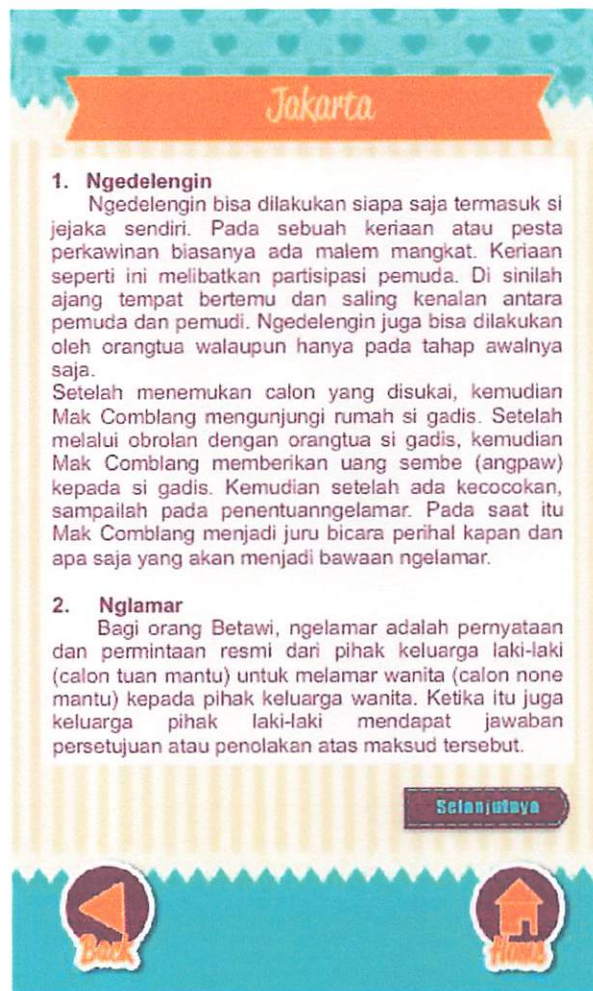 Jakarta
1. Ngedelengin
Ngedelengin bisa dilakukan siapa saja termasuk si
jejaka sendiri. Pada sebuah keriaan atau pesta
perkawinan biasanya ada malem mangkat. Keriaan
seperti ini melibatkan partisipasi pemuda. Di sinilah
ajang tempat bertemu dan saling kenalan antara
pemuda dan pemudi. Ngedelengin juga bisa dilakukan
oleh orangtua walaupun hanya pada tahap awalnya
saja.
Setelah menemukan calon yang disukai, kemudian
Mak Comblang mengunjungi rumah si gadis. Setelah
melalui obrolan dengan orangtua si gadis, kemudian
Mak Comblang memberikan uang sembe (angpaw)
kepada si gadis. Kemudian setelah ada kecocokan,
sampailah pada penentuanngelamar. Pada saat itu
Mak Comblang menjadi juru bicara perihal kapan dan
apa saja yang akan menjadi bawaan ngelamar.
2. Nglamar
Bagi orang Betawi, ngelamar adalah pernyataan
dan permintaan resmi dari pihak keluarga laki-laki
(calon tuan mantu) untuk melamar wanita (calon none
mantu) kepada pihak keluarga wanita. Ketika itu juga
keluarga pihak laki-laki mendapat jawaban
persetujuan atau penolakan atas maksud tersebut.
Selanjutnya
Back
Home